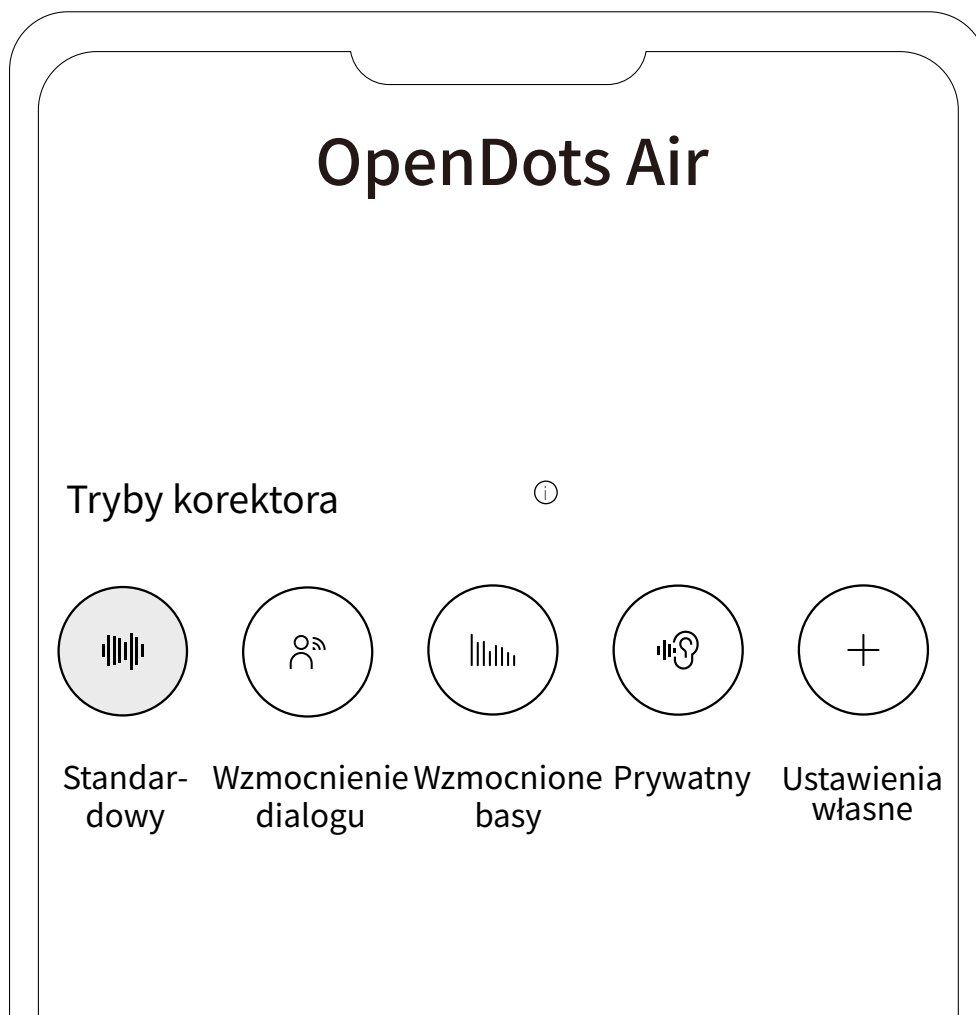 OpenDots Air
Tryby korektora
Standar-
dowy
Wzmocnienie
dialogu
Wzmocnione
basy
Prywatny
Ustawienia
własne